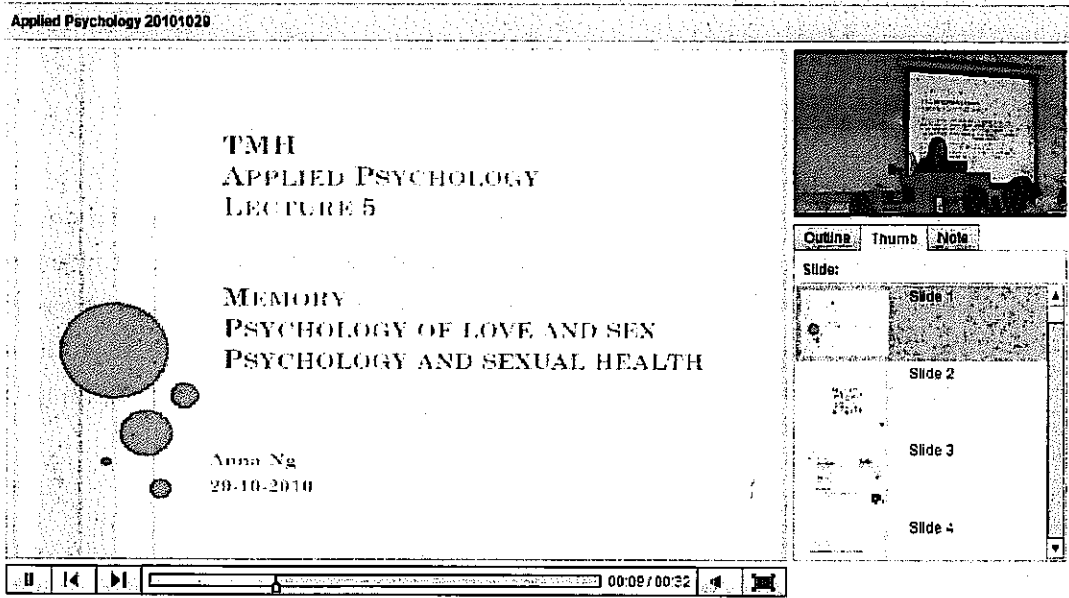 Applied Psychology 20101029
TMH
APPLIED PSYCHOLOGY
LECTURE 5
MEMORY
PSYCHOLOGY OF LOVE AND SEX
PSYCHOLOGY AND SEXUAL HEALTH
Anna Ng
29-10-2010
Outline Thumb Note
Slide:
Slide 1
Slide 2
Slide 3
Slide 4
00:09 / 00:32